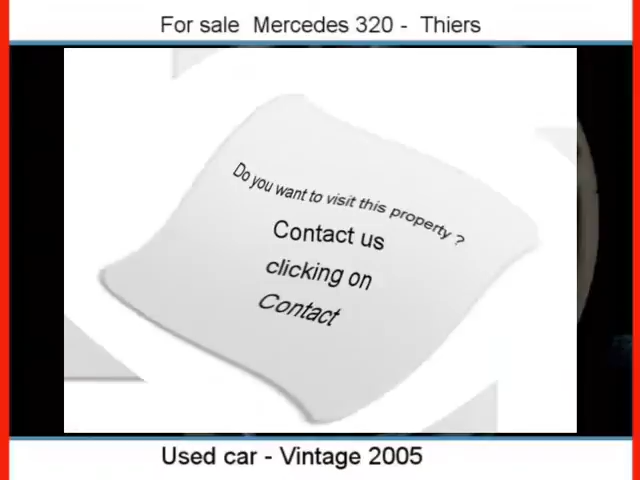 For sale  Mercedes 320 -  Thiers
Do you want to visit this property ?
Contact us
clicking on
Contact
Used car - Vintage 2005